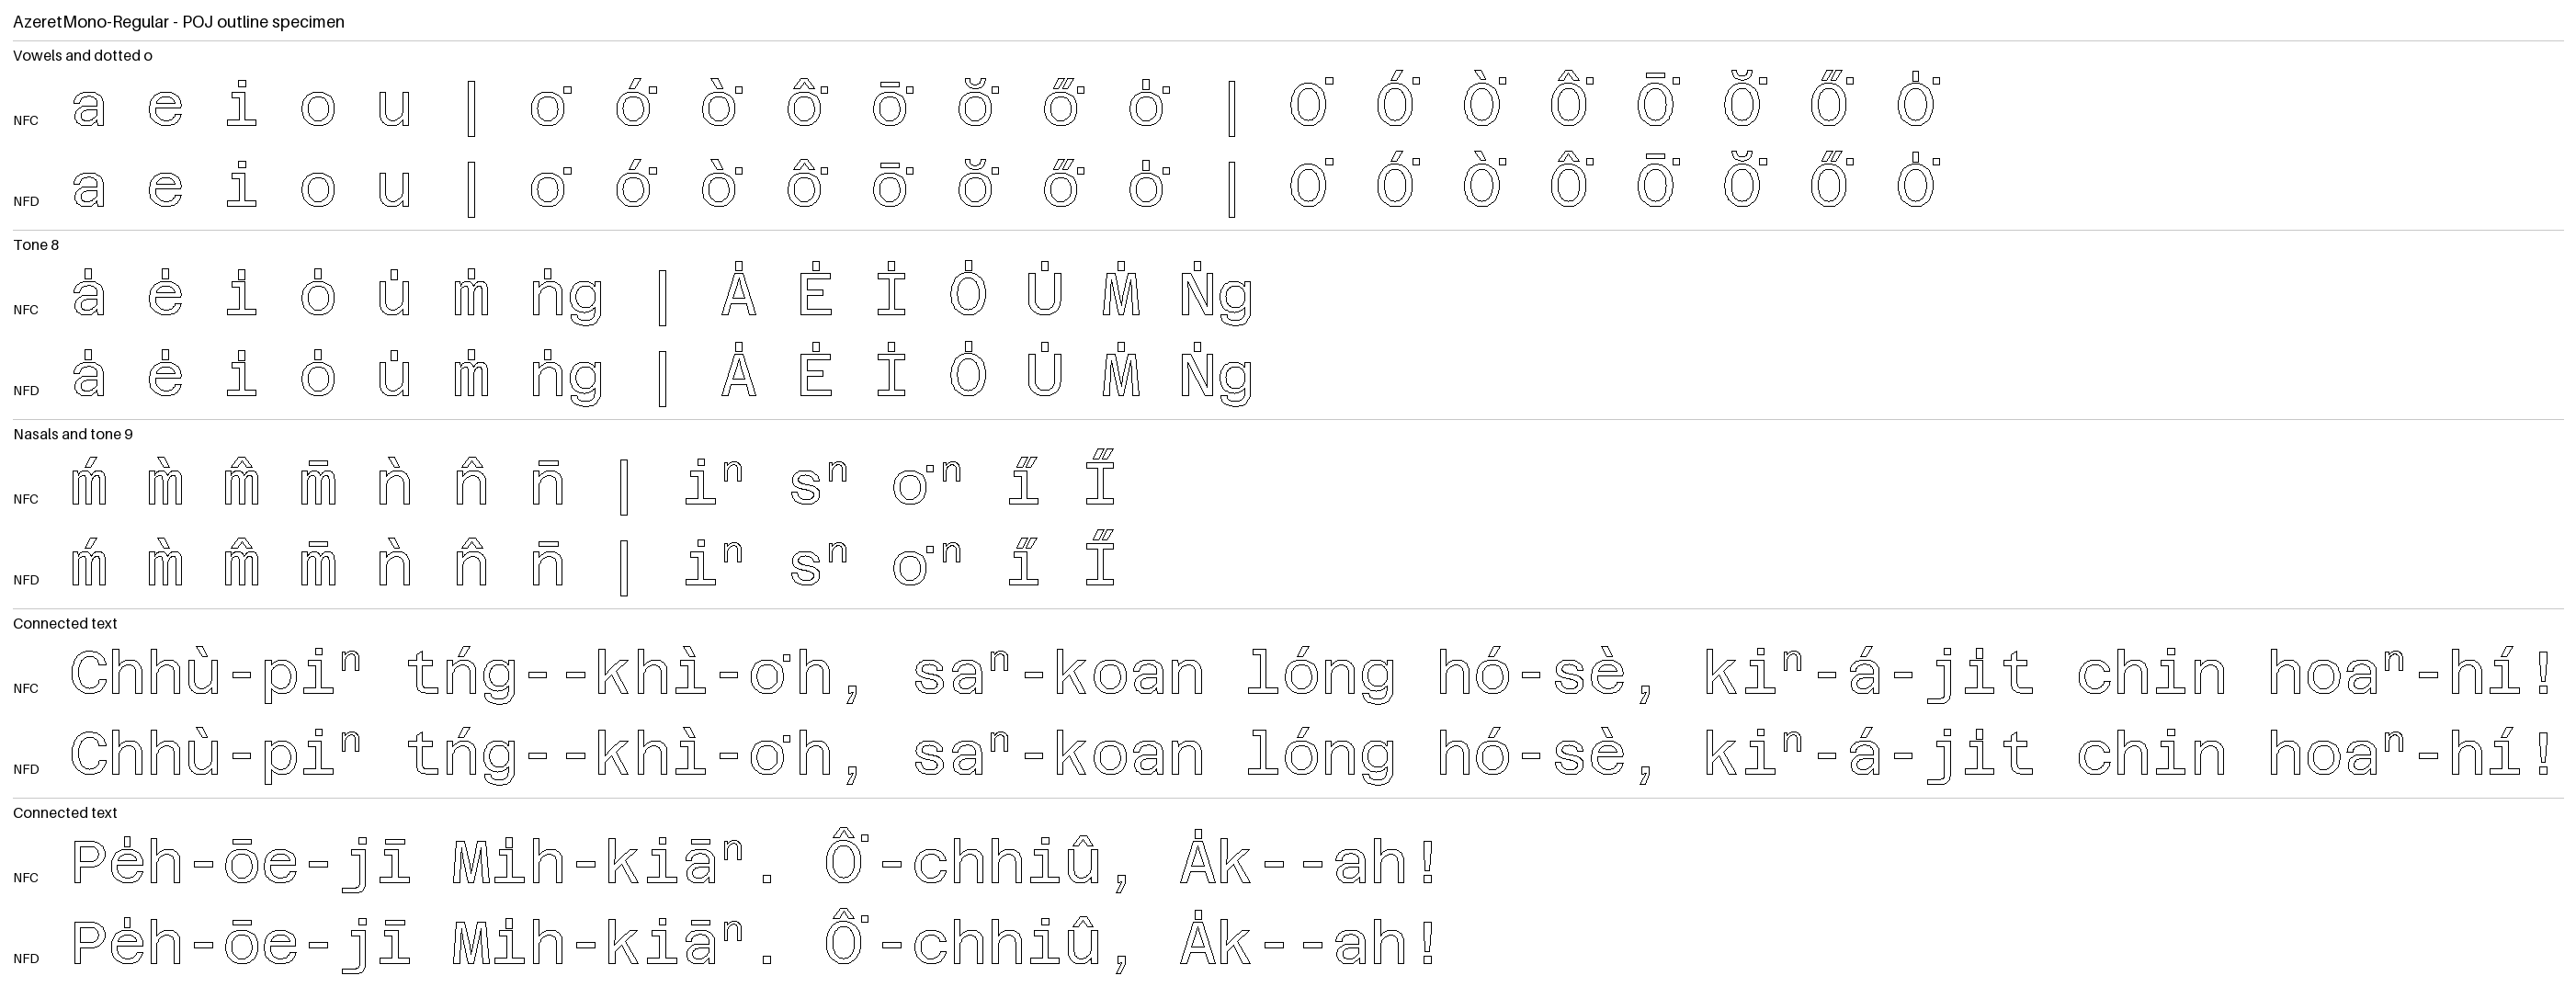 AzeretMono-Regular - POJ outline specimen
Vowels and dotted o
NFC a e i o u | o͘ ó͘ ò͘ ô͘ ō͘ ŏ͘ ő͘ o̍͘ | O͘ Ó͘ Ò͘ Ô͘ Ō͘ Ŏ͘ Ő͘ O̍͘
NFD a e i o u | o͘ ó͘ ò͘ ô͘ ō͘ ŏ͘ ő͘ o̍͘ | O͘ Ó͘ Ò͘ Ô͘ Ō͘ Ŏ͘ Ő͘ O̍͘
Tone 8
NFC a̍ e̍ i̍ o̍ u̍ m̍ n̍g | A̍ E̍ I̍ O̍ U̍ M̍ N̍g
NFD a̍ e̍ i̍ o̍ u̍ m̍ n̍g | A̍ E̍ I̍ O̍ U̍ M̍ N̍g
Nasals and tone 9
NFC ḿ m̀ m̂ m̄ ǹ n̂ n̄ | iⁿ sⁿ o͘ⁿ i̋ I̋
NFD ḿ m̀ m̂ m̄ ǹ n̂ n̄ | iⁿ sⁿ o͘ⁿ i̋ I̋
Connected text
NFC Chhù-piⁿ tńg--khì-o͘h, saⁿ-koan lóng hó-sè, kiⁿ-á-ji̍t chin hoaⁿ-hí!
NFD Chhù-piⁿ tńg--khì-o͘h, saⁿ-koan lóng hó-sè, kiⁿ-á-ji̍t chin hoaⁿ-hí!
Connected text
NFC Pe̍h-ōe-jī Mi̍h-kiāⁿ. Ô͘-chhiû, A̍k--ah!
NFD Pe̍h-ōe-jī Mi̍h-kiāⁿ. Ô͘-chhiû, A̍k--ah!